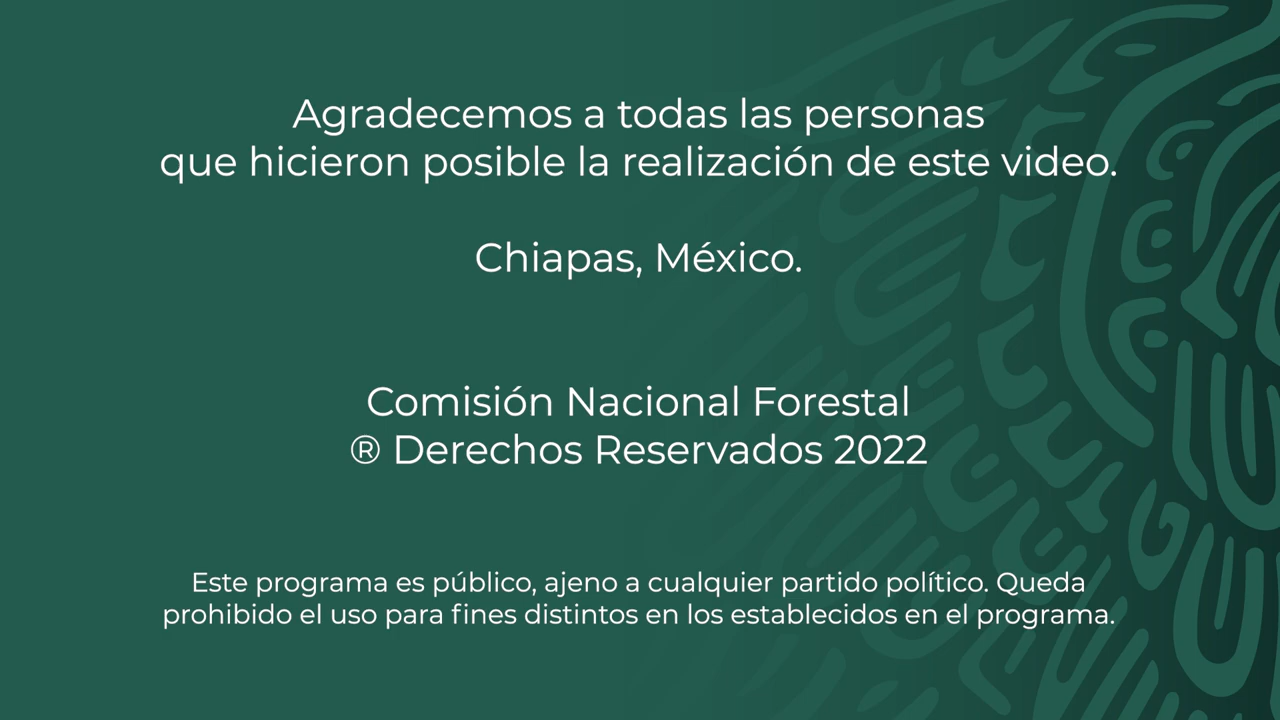 Agradecemos a todas las personas
que hicieron posible la realización de este video.
Chiapas, México.
Comisión Nacional Forestal
® Derechos Reservados 2022
Este programa es público, ajeno a cualquier partido político. Queda
prohibido el uso para fines distintos en los establecidos en el programa.